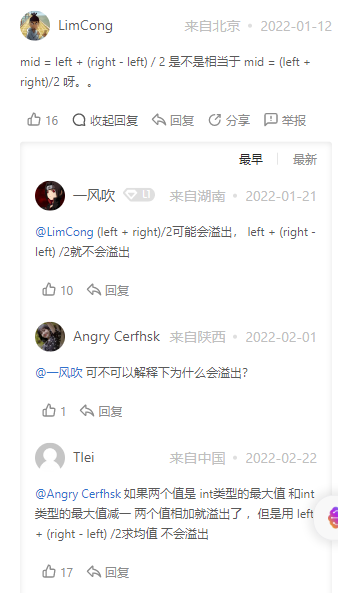 LimCong 来自北京 • 2022-01-12
mid = left + (right - left) / 2 是不是相当于 mid = (left +
right)/2 呀。。
16 收起回复 回复 分享 举报
最早 最新
一风吹 L1 来自湖南 • 2022-01-21
@LimCong (left + right)/2可能会溢出， left + (right -
left) /2就不会溢出
10 回复
Angry Cerfhsk 来自陕西 • 2022-02-01
@一风吹 可不可以解释下为什么会溢出？
1 回复
Tlei 来自中国 • 2022-02-22
@Angry Cerfhsk 如果两个值是 int类型的最大值 和int
类型的最大值减一 两个值相加就溢出了 ，但是用 left
+ (right - left) /2求均值 不会溢出
17 回复